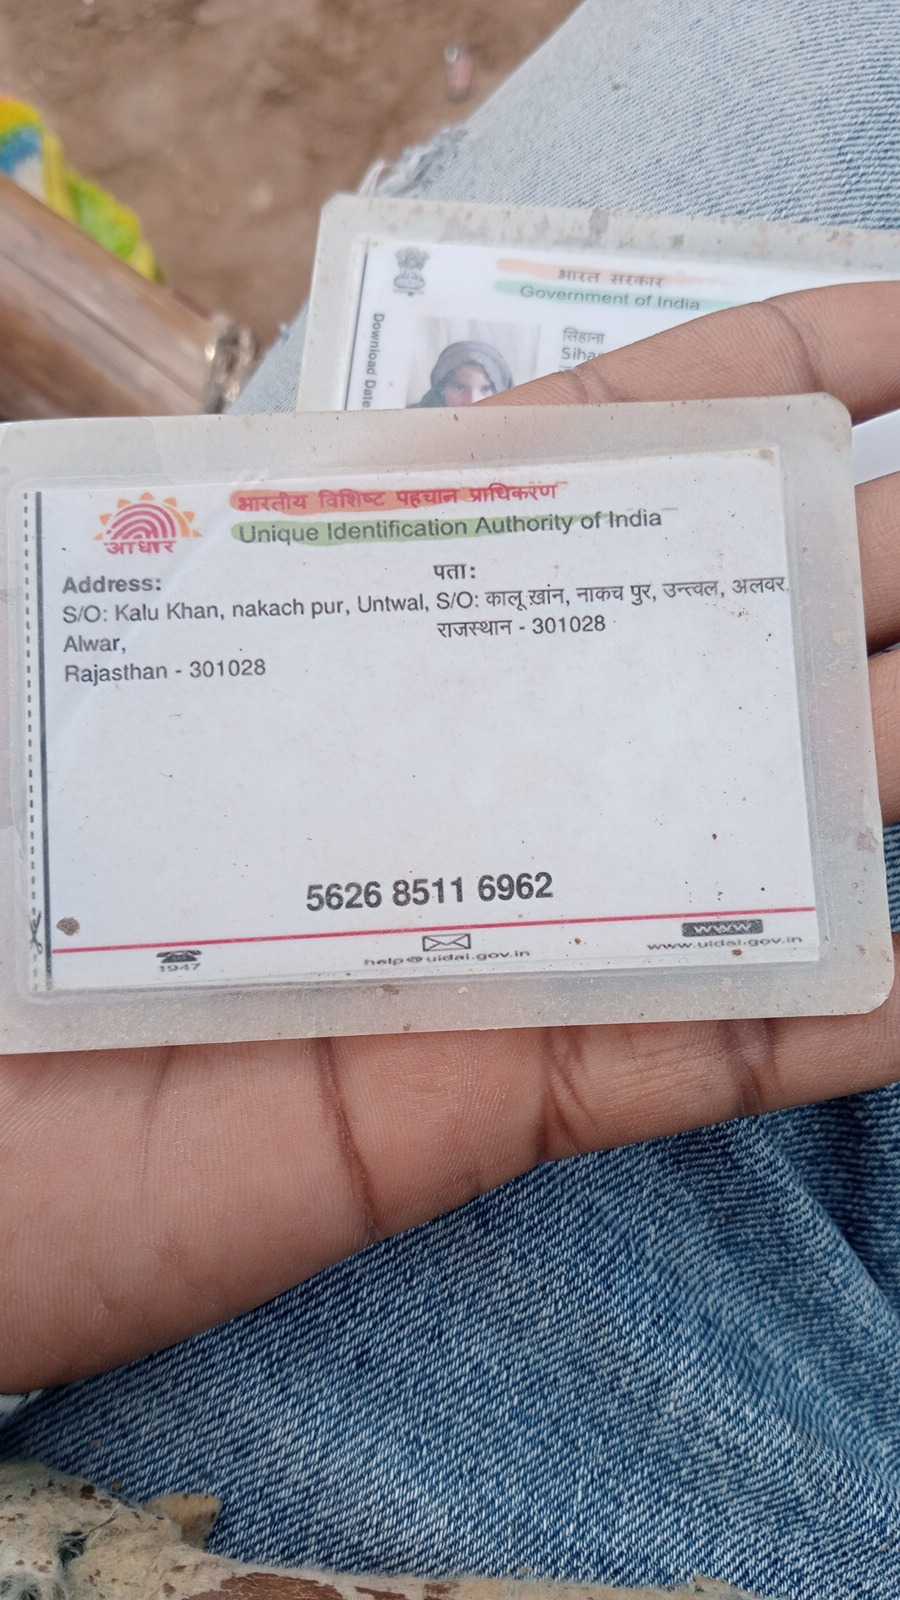 भारत सरकार
Government of India
Download Date
सिहाना
आधार
भारतीय विशिष्ट पहचान प्राधिकरण
Unique Identification Authority of India
Address:
S/O: Kalu Khan, nakach pur, Untwal,
Alwar,
Rajasthan - 301028
पता:
S/O: कालू खांन, नाकच पुर, उन्त्वल, अलवर
राजस्थान - 301028
5626 8511 6962
1947
help@uidai.gov.in
www
www.uidai.gov.in